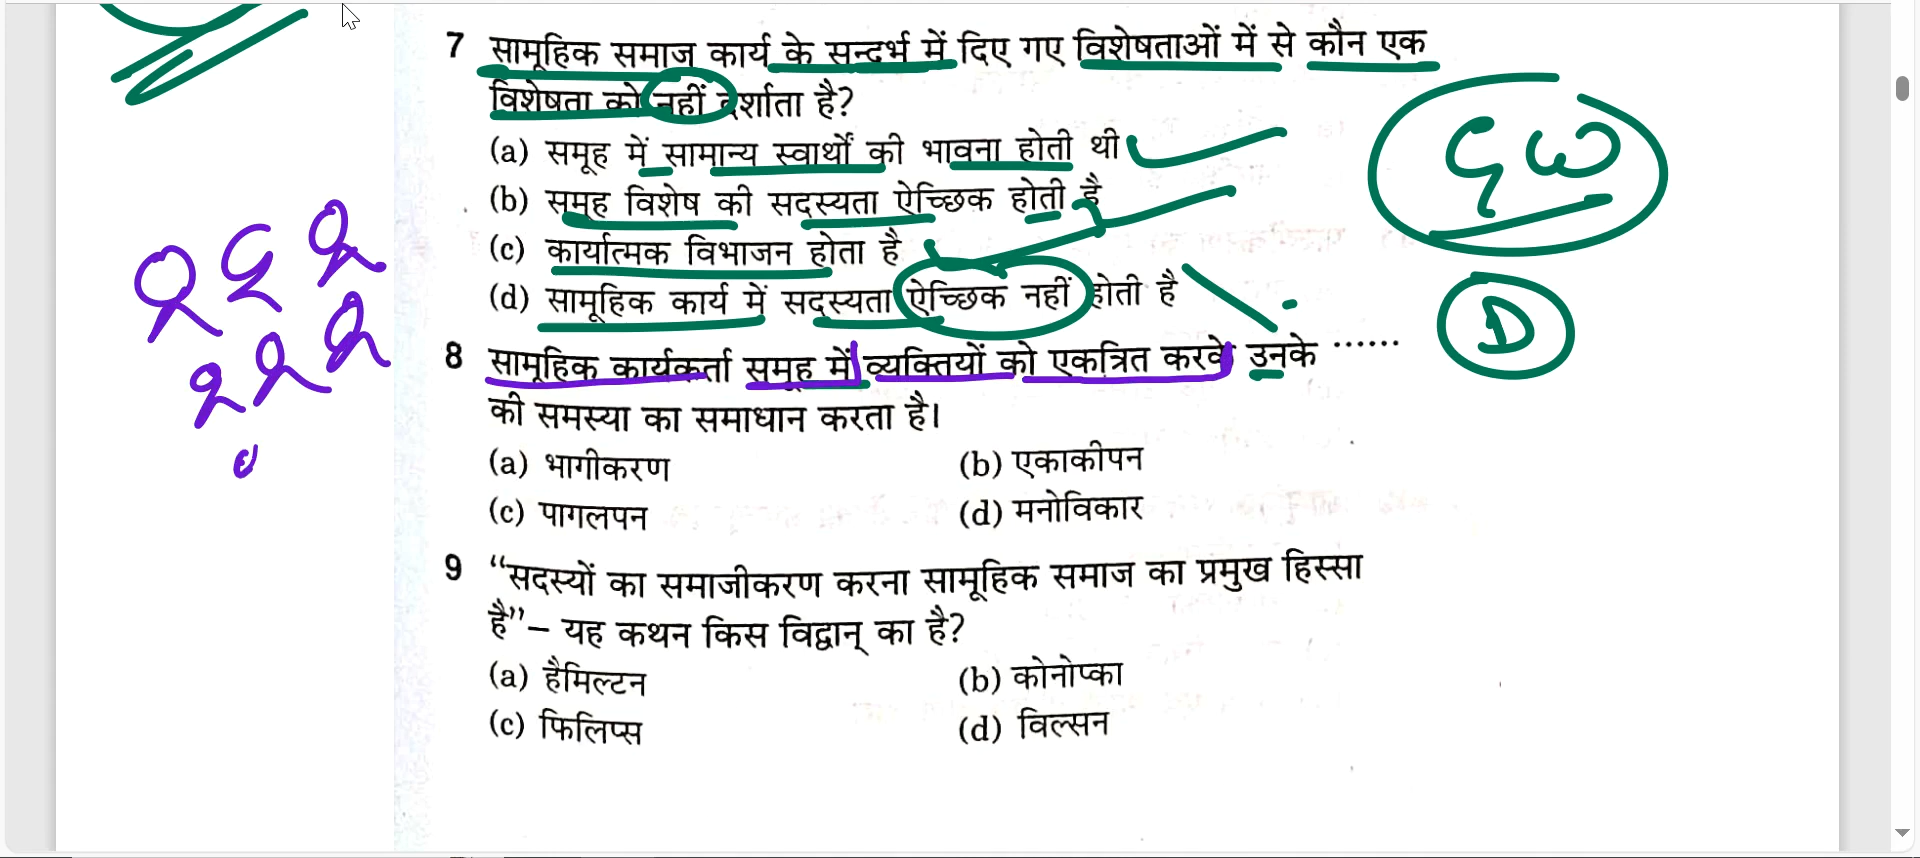 7 सामूहिक समाज कार्य के सन्दर्भ में दिए गए विशेषताओं में से कौन एक
विशेषता को नहीं दर्शाता है?
(a) समूह में सामान्य स्वार्थों की भावना होती थी
(b) समूह विशेष की सदस्यता ऐच्छिक होती है
(c) कार्यात्मक विभाजन होता है
(d) सामूहिक कार्य में सदस्यता ऐच्छिक नहीं होती है
D
8 सामूहिक कार्यकर्ता समूह में व्यक्तियों को एकत्रित करके उनके ......
की समस्या का समाधान करता है।
(a) भागीकरण (b) एकाकीपन
(c) पागलपन (d) मनोविकार
9 “सदस्यों का समाजीकरण करना सामूहिक समाज का प्रमुख हिस्सा
है”– यह कथन किस विद्वान् का है?
(a) हैमिल्टन (b) कोनोप्का
(c) फिलिप्स (d) विल्सन